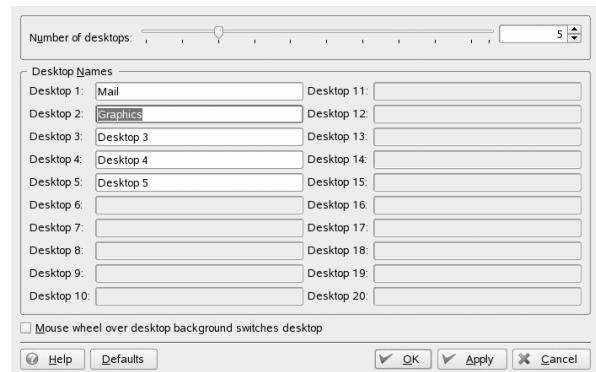 Number of desktops: 5
Desktop Names
Desktop 1: Mail
Desktop 2: Graphics
Desktop 3: Desktop 3
Desktop 4: Desktop 4
Desktop 5: Desktop 5
Desktop 6:
Desktop 7:
Desktop 8:
Desktop 9:
Desktop 10:
Desktop 11:
Desktop 12:
Desktop 13:
Desktop 14:
Desktop 15:
Desktop 16:
Desktop 17:
Desktop 18:
Desktop 19:
Desktop 20:
Mouse wheel over desktop background switches desktop
Help Defaults OK Apply Cancel